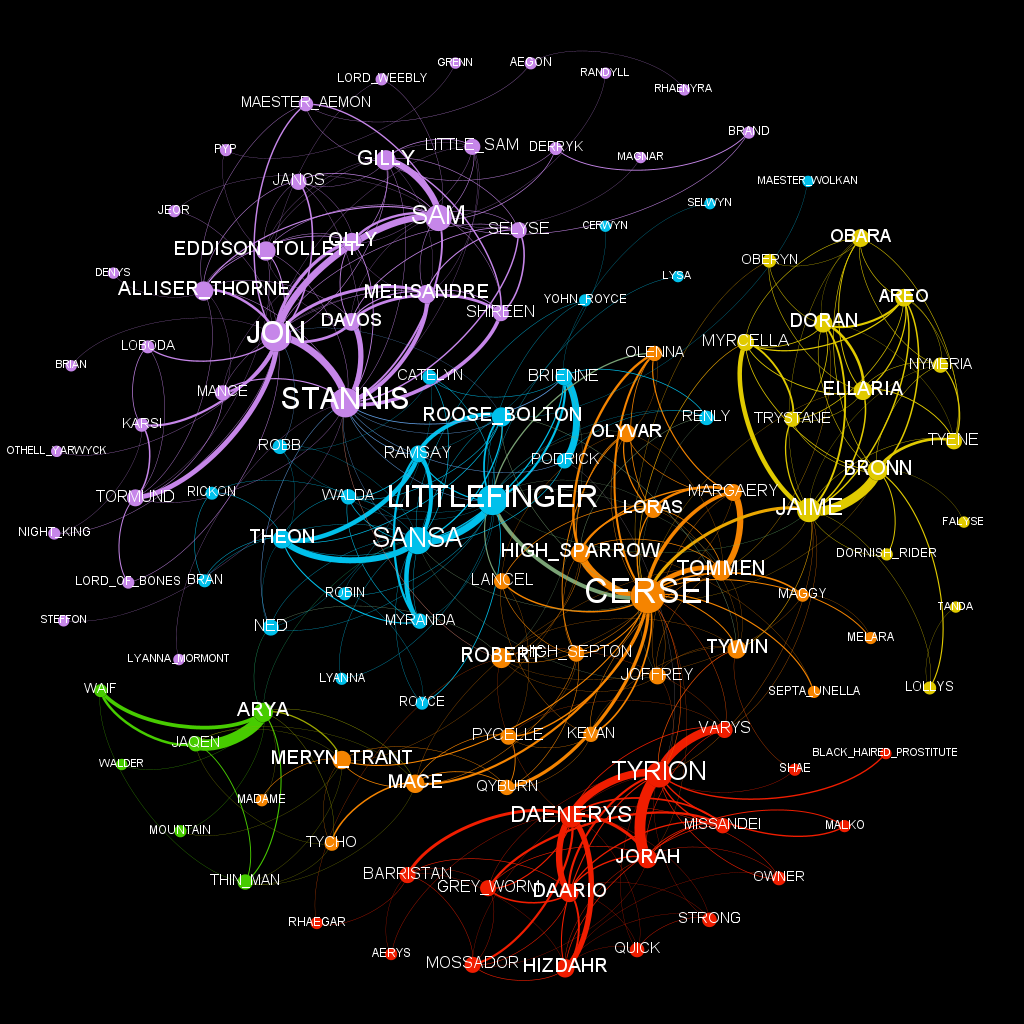 GRENN
AEGON
RANDYLL
LORD_WEEBLY
RHAENYRA
MAESTER_AEMON
BRAND
PYP
LITTLE_SAM
DERRYK
GILLY
MAGNAR
JANOS
MAESTER_WOLKAN
JEOR
SELWYN
SAM
SELYSE
CERWYN
OBARA
OLLY
EDDISON_TOLLETT
OBERYN
DENYS
LYSA
ALLISER_THORNE
MELISANDRE
AREO
YOHN_ROYCE
SHIREEN
DAVOS
DORAN
JON
MYRCELLA
LOBODA
OLENNA
BRIAN
NYMERIA
CATELYN
BRIENNE
MANCE
ELLARIA
STANNIS
ROOSE_BOLTON
RENLY
TRYSTANE
KARSI
OLYVAR
TYENE
ROBB
OTHELL_YARWYCK
RAMSAY
PODRICK
BRONN
RICKON
WALDA
LITTLEFINGER
MARGAERY
TORMUND
LORAS
JAIME
FALYSE
NIGHT_KING
THEON
SANSA
HIGH_SPARROW
DORNISH_RIDER
TOMMEN
LORD_OF_BONES
BRAN
LANCEL
ROBIN
CERSEI
MAGGY
TANDA
STEFFON
NED
MYRANDA
MELARA
TYWIN
LYANNA_MORMONT
ROBERT
HIGH_SEPTON
LYANNA
JOFFREY
WAIF
SEPTA_UNELLA
LOLLYS
ROYCE
ARYA
VARYS
JAQEN
PYCELLE
KEVAN
BLACK_HAIRED_PROSTITUTE
WALDER
MERYN_TRANT
TYRION
SHAE
MACE
QYBURN
MADAME
DAENERYS
MISSANDEI
MALKO
MOUNTAIN
TYCHO
JORAH
THIN_MAN
BARRISTAN
OWNER
GREY_WORM
DAARIO
RHAEGAR
STRONG
QUICK
AERYS
MOSSADOR
HIZDAHR